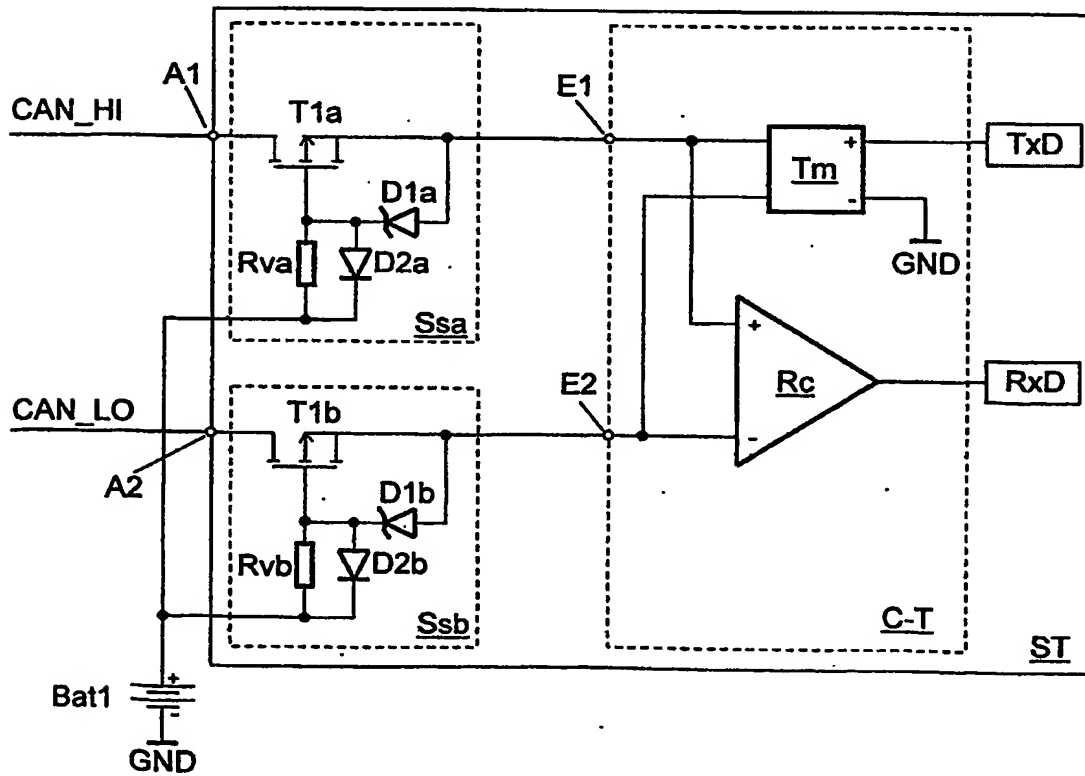 A1
E1
CAN_HI
T1a
TxD
Tm
+
-
D1a
GND
Rva
D2a
Ssa
+
Rc
RxD
-
CAN_LO
E2
T1b
A2
D1b
Rvb
D2b
Ssb
C-T
ST
Bat1
+
-
GND